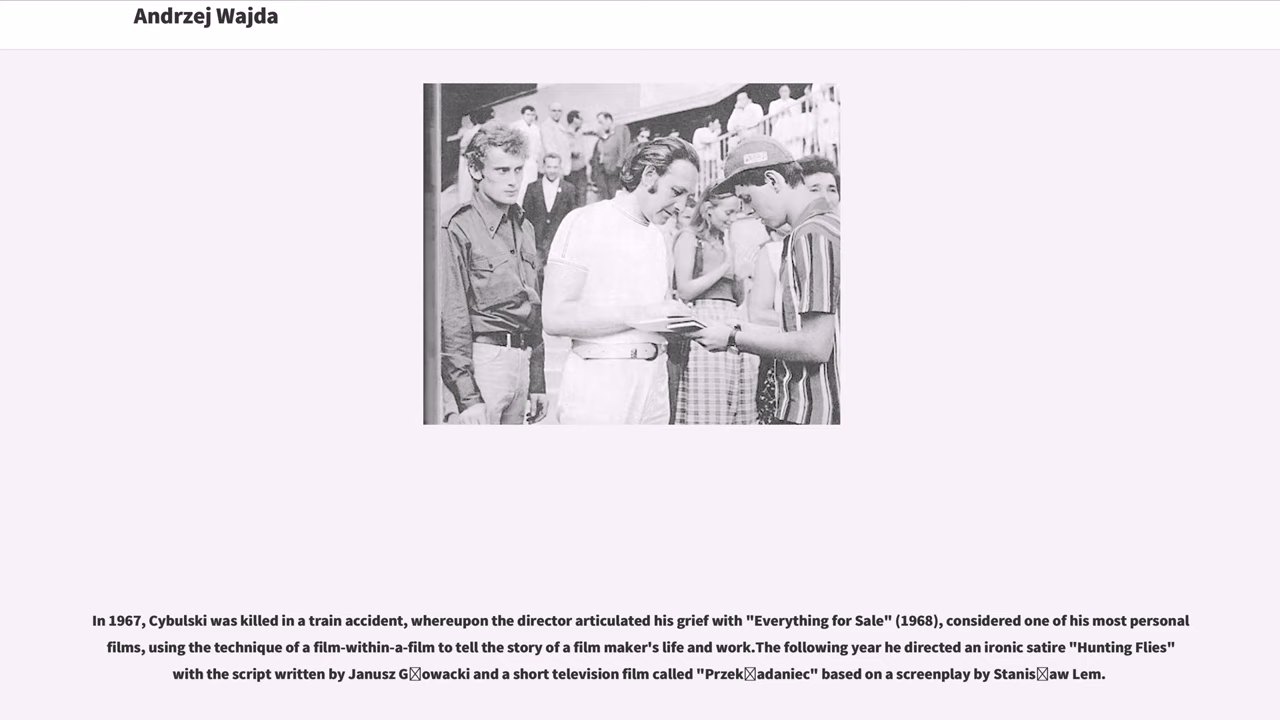 Andrzej Wajda
In 1967, Cybulski was killed in a train accident, whereupon the director articulated his grief with "Everything for Sale" (1968), considered one of his most personal
films, using the technique of a film-within-a-film to tell the story of a film maker's life and work.The following year he directed an ironic satire "Hunting Flies"
with the script written by Janusz G☒owacki and a short television film called "Przek☒adaniec" based on a screenplay by Stanis☒aw Lem.